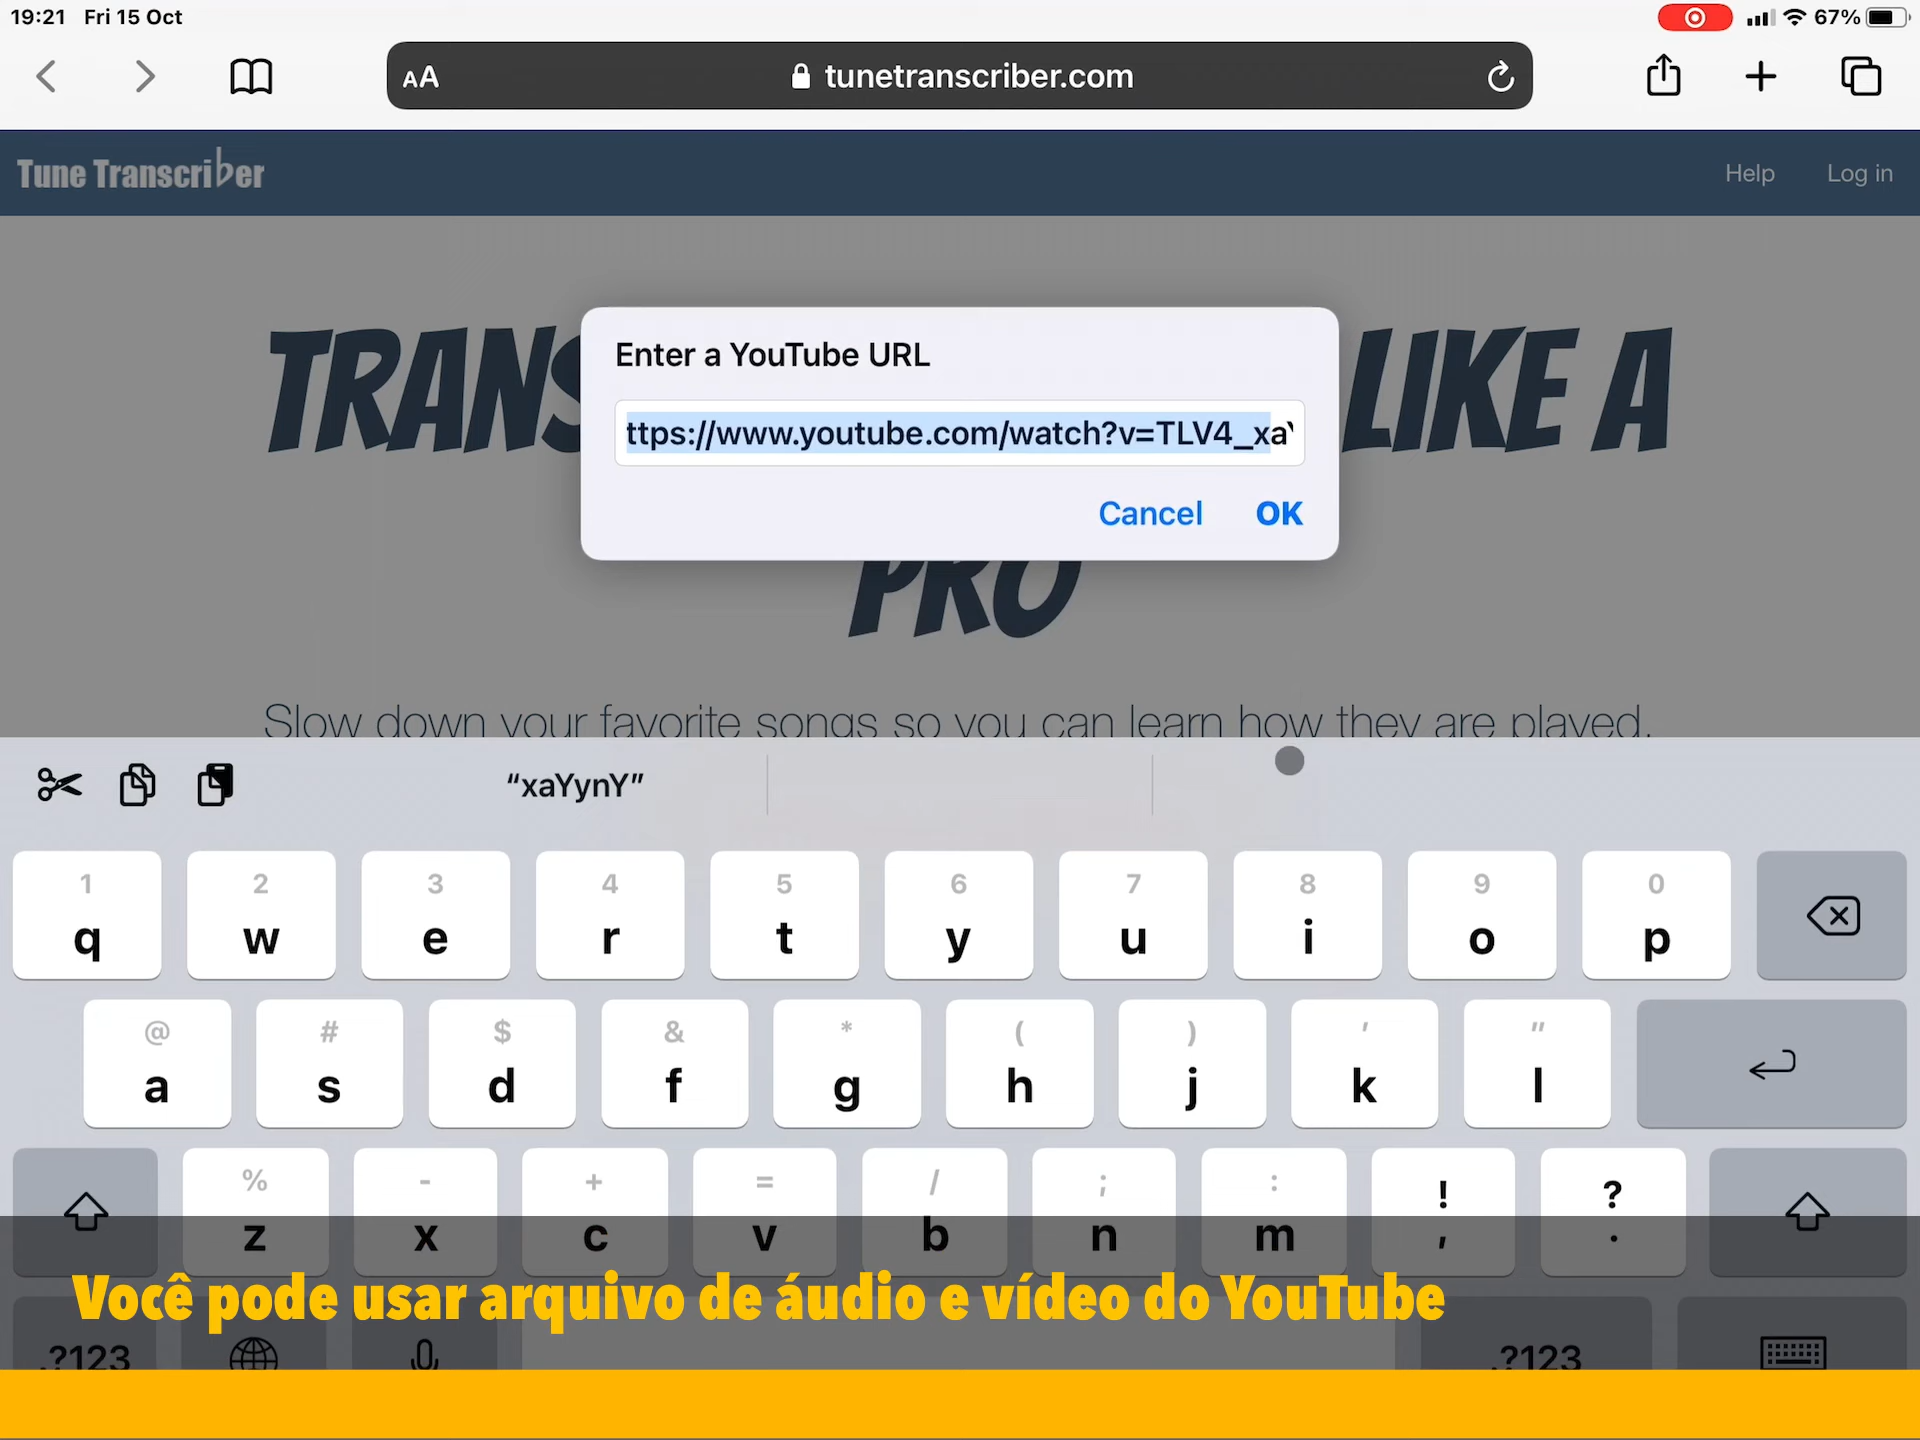 19:21 Fri 15 Oct
67%
AA
tunetranscriber.com
Tune Transcriber
Help
Log in
TRANS LIKE A
PRO
Enter a YouTube URL
ttps://www.youtube.com/watch?v=TLV4_xa
Cancel
OK
Slow down your favorite songs so you can learn how they are played.
“xaYynY”
1 2 3 4 5 6 7 8 9 0
q w e r t y u i o p
@ # $ & * ( ) ' "
a s d f g h j k l
% - + = / ; : ! ?
z x c v b n m , .
Você pode usar arquivo de áudio e vídeo do YouTube
.?123
.?123